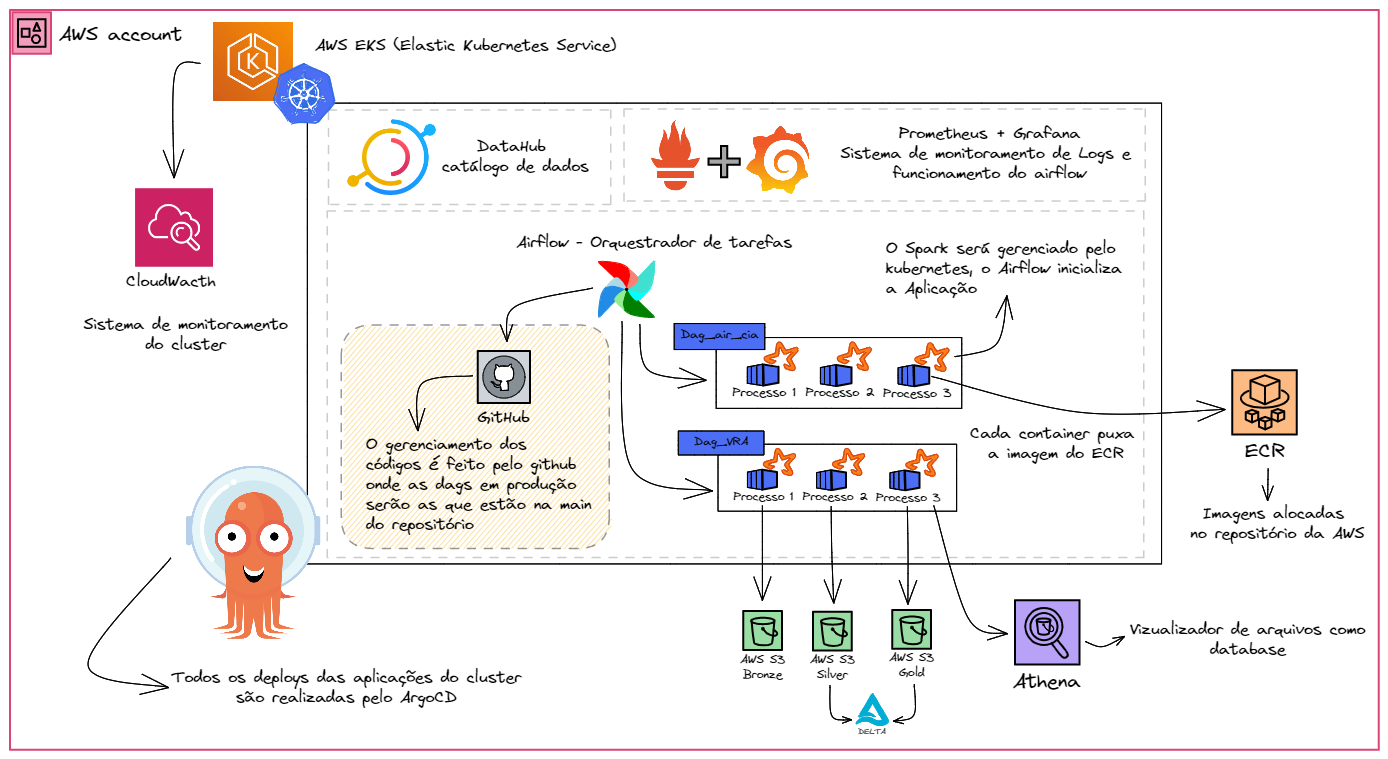 AWS account
AWS EKS (Elastic Kubernetes Service)
DataHub
catálogo de dados
Prometheus + Grafana
Sistema de monitoramento de Logs e
funcionamento do airflow
CloudWacth
Sistema de monitoramento
do cluster
Airflow - Orquestrador de tarefas
O Spark será gerenciado pelo
kubernetes, o Airflow inicializa
a Aplicação
Dag_air_cia
Processo 1
Processo 2
Processo 3
GitHub
O gerenciamento dos
códigos é feito pelo github
onde as dags em produção
serão as que estão na main
do repositório
Dag_VRA
Processo 1
Processo 2
Processo 3
Cada container puxa
a imagem do ECR
ECR
Imagens alocadas
no repositório da AWS
AWS S3
Bronze
AWS S3
Silver
AWS S3
Gold
DELTA
Athena
Vizualizador de arquivos como
database
Todos os deploys das aplicações do cluster
são realizadas pelo ArgoCD